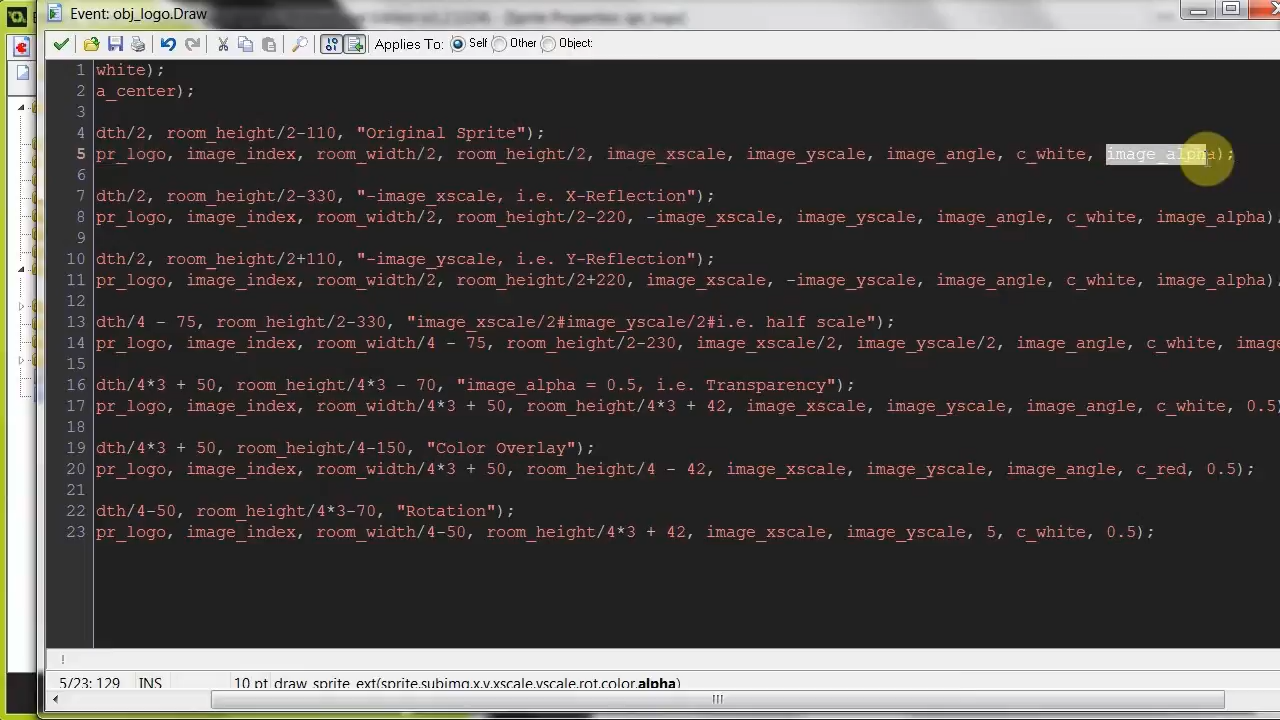 Event: obj_logo.Draw
Applies To: Self Other Object:
1 white);
2 a_center);
3
4 dth/2, room_height/2-110, "Original Sprite");
5 pr_logo, image_index, room_width/2, room_height/2, image_xscale, image_yscale, image_angle, c_white, image_alpha);
6
7 dth/2, room_height/2-330, "-image_xscale, i.e. X-Reflection");
8 pr_logo, image_index, room_width/2, room_height/2-220, -image_xscale, image_yscale, image_angle, c_white, image_alpha);
9
10 dth/2, room_height/2+110, "-image_yscale, i.e. Y-Reflection");
11 pr_logo, image_index, room_width/2, room_height/2+220, image_xscale, -image_yscale, image_angle, c_white, image_alpha);
12
13 dth/4 - 75, room_height/2-330, "image_xscale/2#image_yscale/2#i.e. half scale");
14 pr_logo, image_index, room_width/4 - 75, room_height/2-230, image_xscale/2, image_yscale/2, image_angle, c_white, image
15
16 dth/4*3 + 50, room_height/4*3 - 70, "image_alpha = 0.5, i.e. Transparency");
17 pr_logo, image_index, room_width/4*3 + 50, room_height/4*3 + 42, image_xscale, image_yscale, image_angle, c_white, 0.5)
18
19 dth/4*3 + 50, room_height/4-150, "Color Overlay");
20 pr_logo, image_index, room_width/4*3 + 50, room_height/4 - 42, image_xscale, image_yscale, image_angle, c_red, 0.5);
21
22 dth/4-50, room_height/4*3-70, "Rotation");
23 pr_logo, image_index, room_width/4-50, room_height/4*3 + 42, image_xscale, image_yscale, 5, c_white, 0.5);
!
5/23: 129 INS 10 pt draw_sprite_ext(sprite,subimg,x,y,xscale,yscale,rot,color,alpha)